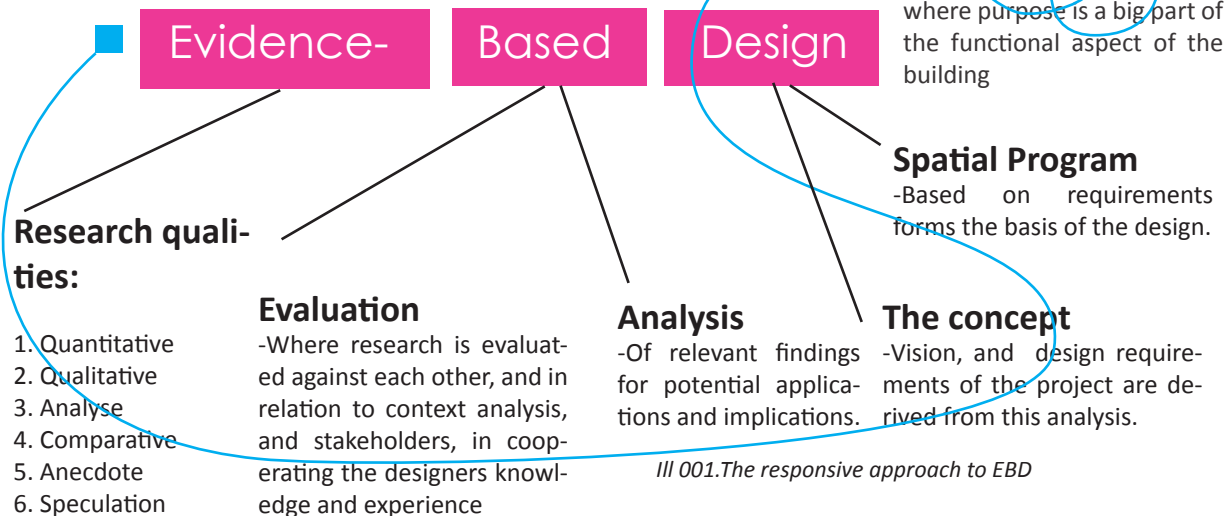 where purpose is a big part of
the functional aspect of the
building
Evidence-
Based
Design
Spatial Program
-Based on requirements
forms the basis of the design.
Research quali-
ties:
1. Quantitative
2. Qualitative
3. Analyse
4. Comparative
5. Anecdote
6. Speculation
Evaluation
-Where research is evaluat-
ed against each other, and in
relation to context analysis,
and stakeholders, in coop-
erating the designers knowl-
edge and experience
Analysis
-Of relevant findings
for potential applica-
tions and implications.
The concept
-Vision, and design require-
ments of the project are de-
rived from this analysis.
Ill 001.The responsive approach to EBD